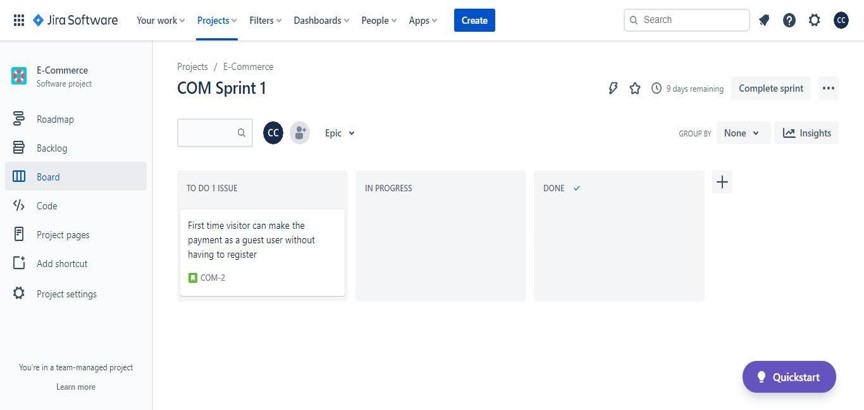 Jira Software
Your work
Projects
Filters
Dashboards
People
Apps
Create
Search
CC
E-Commerce
Software project
Roadmap
Backlog
Board
Code
Project pages
Add shortcut
Project settings
You're in a team-managed project
Learn more
Projects / E-Commerce
COM Sprint 1
9 days remaining
Complete sprint
CC
Epic
GROUP BY
None
Insights
TO DO 1 ISSUE
First time visitor can make the
payment as a guest user without
having to register
COM-2
IN PROGRESS
DONE
Quickstart